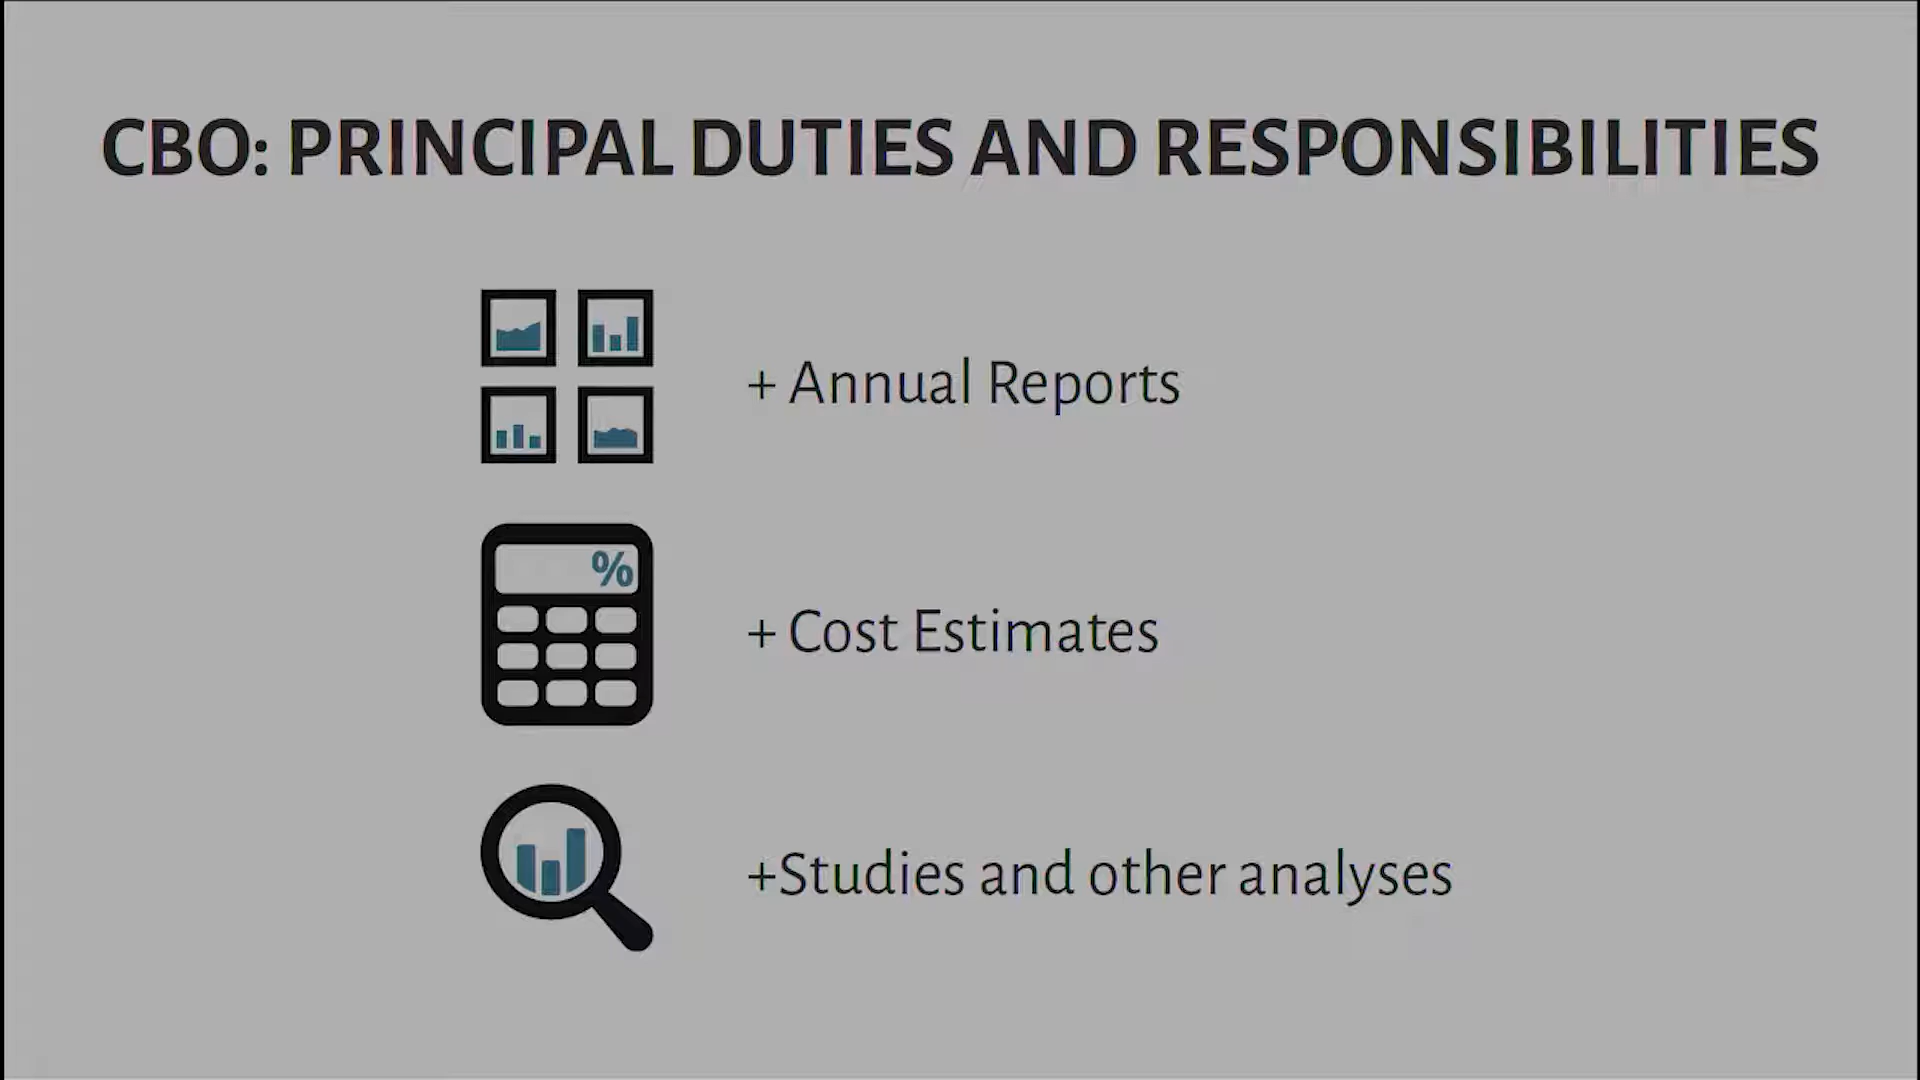 CBO: PRINCIPAL DUTIES AND RESPONSIBILITIES
+ Annual Reports
%
+ Cost Estimates
+Studies and other analyses